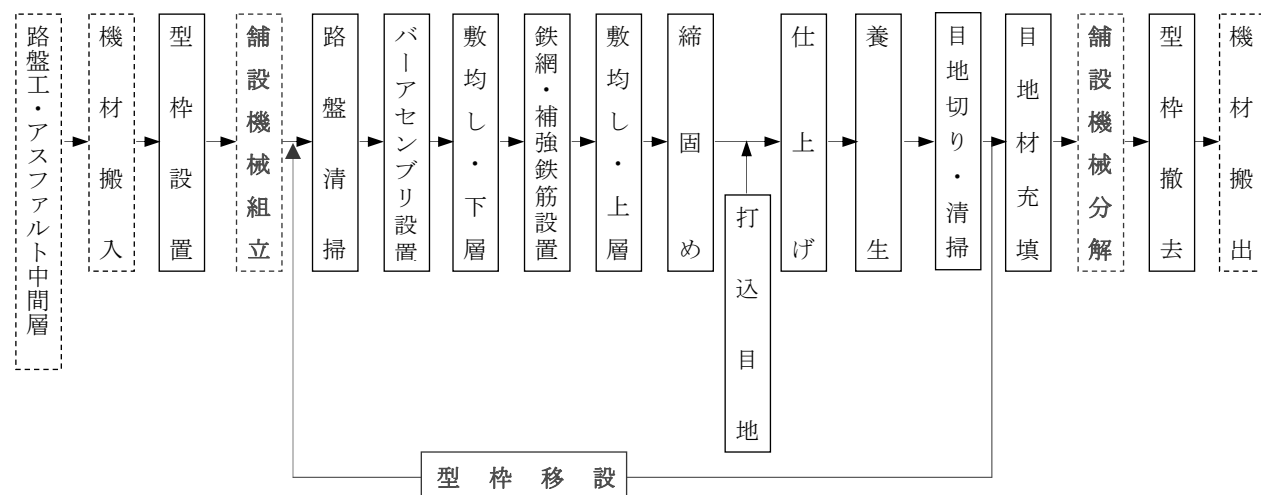 路盤工・アスファルト中間層
機材搬入
型枠設置
舗設機械組立
路盤清掃
バーアセンブリ設置
敷均し・下層
鉄網・補強鉄筋設置
敷均し・上層
締固め
打込目地
仕上げ
養生
目地切り・清掃
目地材充填
舗設機械分解
型枠撤去
機材搬出
型枠移設